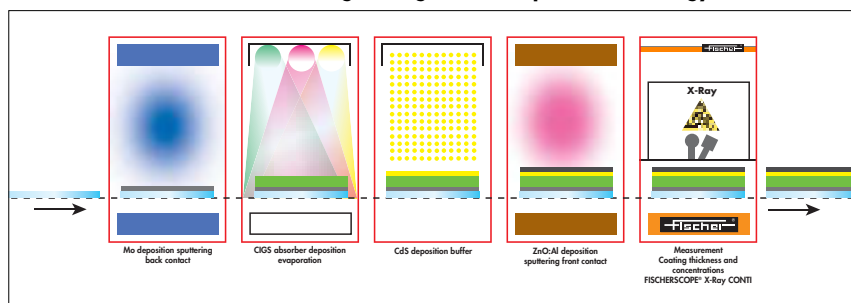 X-Ray
fischer
fischer
Mo deposition sputtering
back contact
CIGS absorber deposition
evaporation
CdS deposition buffer
ZnO:Al deposition
sputtering front contact
Measurement
Coating thickness and
concentrations
FISCHERSCOPE® X-Ray CONTI